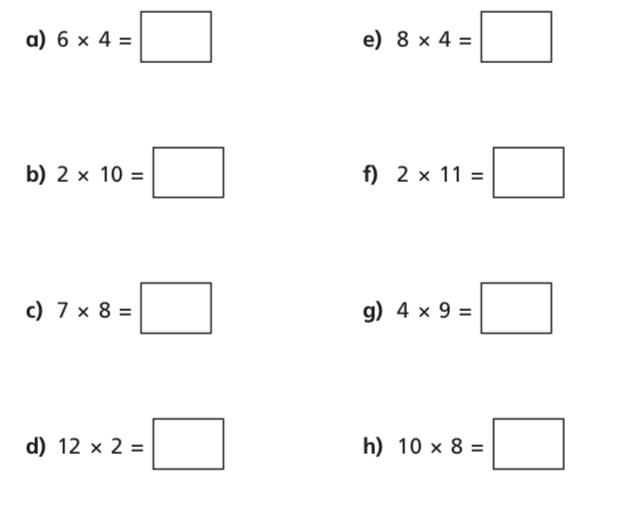 a) 6 × 4 =
e) 8 × 4 =
b) 2 × 10 =
f) 2 × 11 =
c) 7 × 8 =
g) 4 × 9 =
d) 12 × 2 =
h) 10 × 8 =